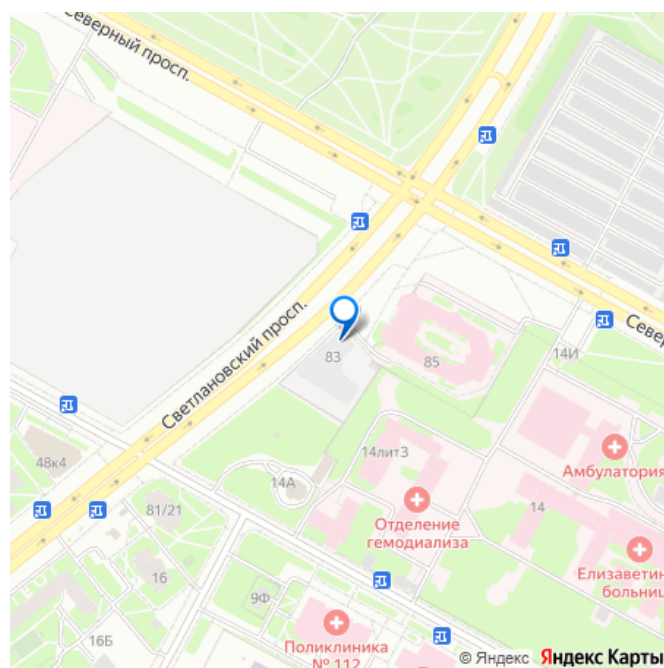 Северный просп.
Светлановский просп.
83
85
14И
14лит3
Амбулатория
14А
48к4
81/21
14
Отделение
гемодиализа
Елизаветин
больниц
16
9Ф
16Б
Поликлиника
№ 112
© Яндекс Яндекс Карты